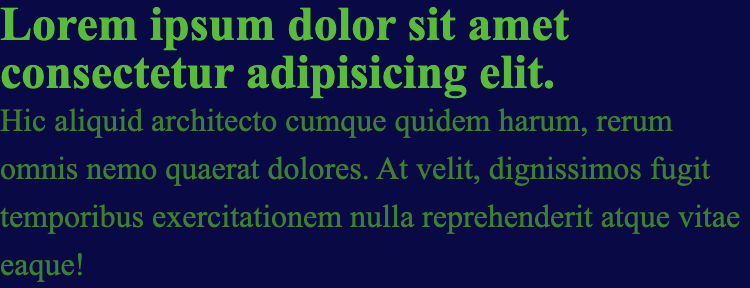 Lorem ipsum dolor sit amet
consectetur adipisicing elit.
Hic aliquid architecto cumque quidem harum, rerum
omnis nemo quaerat dolores. At velit, dignissimos fugit
temporibus exercitationem nulla reprehenderit atque vitae
eaque!